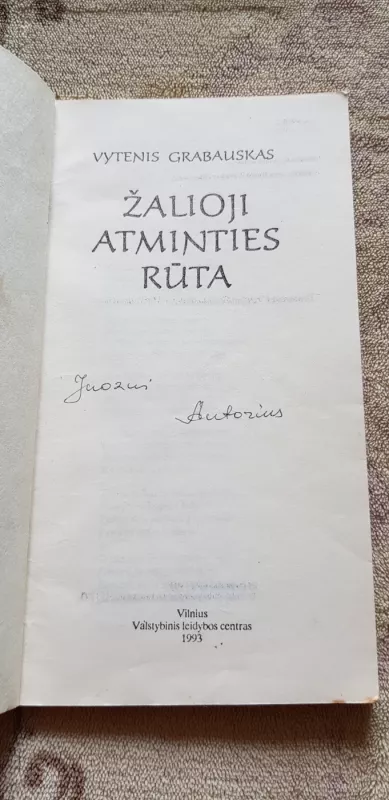 VYTENIS GRABAUSKAS
ŽALIOJI
ATMINTIES
RŪTA
Juozui
Autorius
Vilnius
Valstybinis leidybos centras
1993